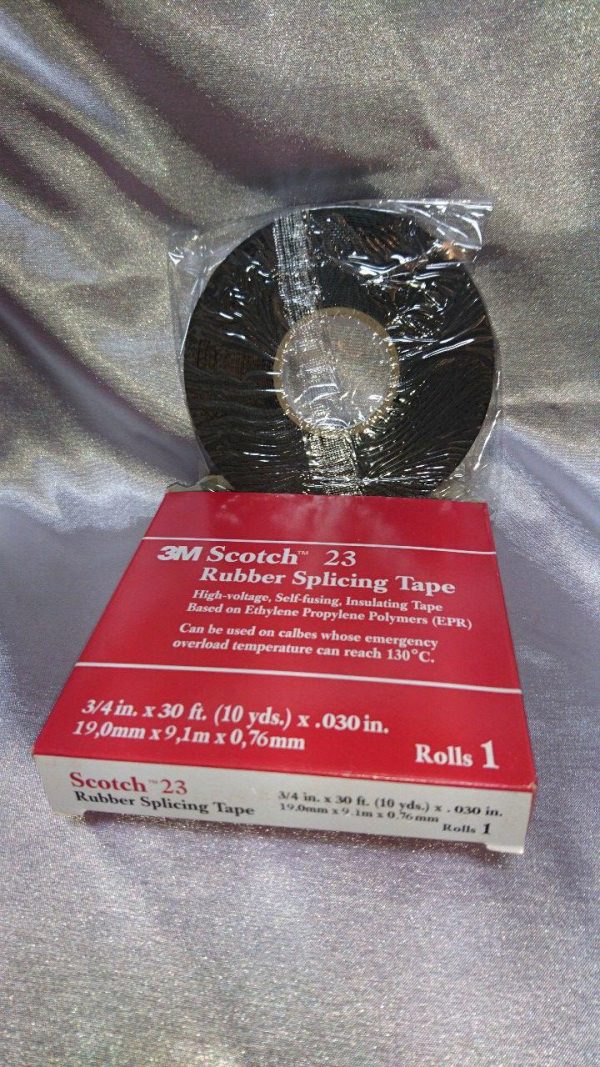 3M Scotch™ 23
Rubber Splicing Tape
High-voltage, Self-fusing, Insulating Tape
Based on Ethylene Propylene Polymers (EPR)
Can be used on calbes whose emergency
overload temperature can reach 130°C.
3/4 in. x 30 ft. (10 yds.) x .030 in.
19,0mm x 9,1m x 0,76mm
Rolls 1
Scotch™ 23
Rubber Splicing Tape
3/4 in. x 30 ft. (10 yds.) x . 030 in.
19.0mm x 9.1m x 0.76mm
Rolls 1